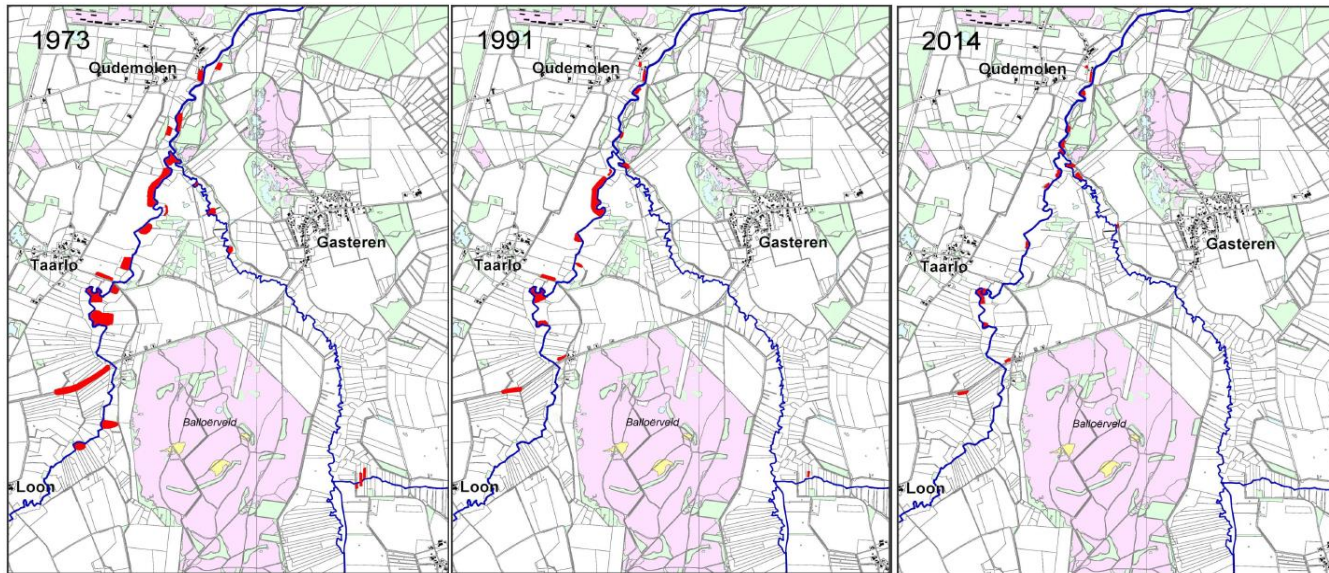 1973
Oudemolen
Gasteren
Taarlo
Balloërveld
Loon
1991
Oudemolen
Gasteren
Taarlo
Balloërveld
Loon
2014
Oudemolen
Gasteren
Taarlo
Balloërveld
Loon